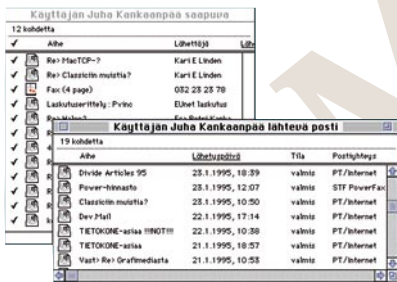 Käyttäjän Juha Kankaanpää saapuva
12 kohdetta
✓ Aihe Lähettäjä
✓ Re> MacTCP-? Kari E Linden
✓ Re> Classiciin muistia? Kari E Linden
✓ Fax (4 page) 032 23 23 78
✓ Laskutuserittely : Princ EUnet laskutus
Käyttäjän Juha Kankaanpää lähtevä posti
19 kohdetta
Aihe Lähetyspäivä Tila Postiyhteys
Divide Articles 95 23.1.1995, 18:39 valmis PT/Internet
Power-hinnasto 23.1.1995, 12:07 valmis STF PowerFax
Classiciin muistia? 23.1.1995, 10:50 valmis PT/Internet
Dev.Mail 22.1.1995, 17:14 valmis PT/Internet
TIETOKONE-asiaa !!!NOT!!! 22.1.1995, 10:38 valmis PT/Internet
TIETOKONE-asiaa 21.1.1995, 18:57 valmis PT/Internet
Vast> Re> Grafimediasta 21.1.1995, 10:53 valmis PT/Internet